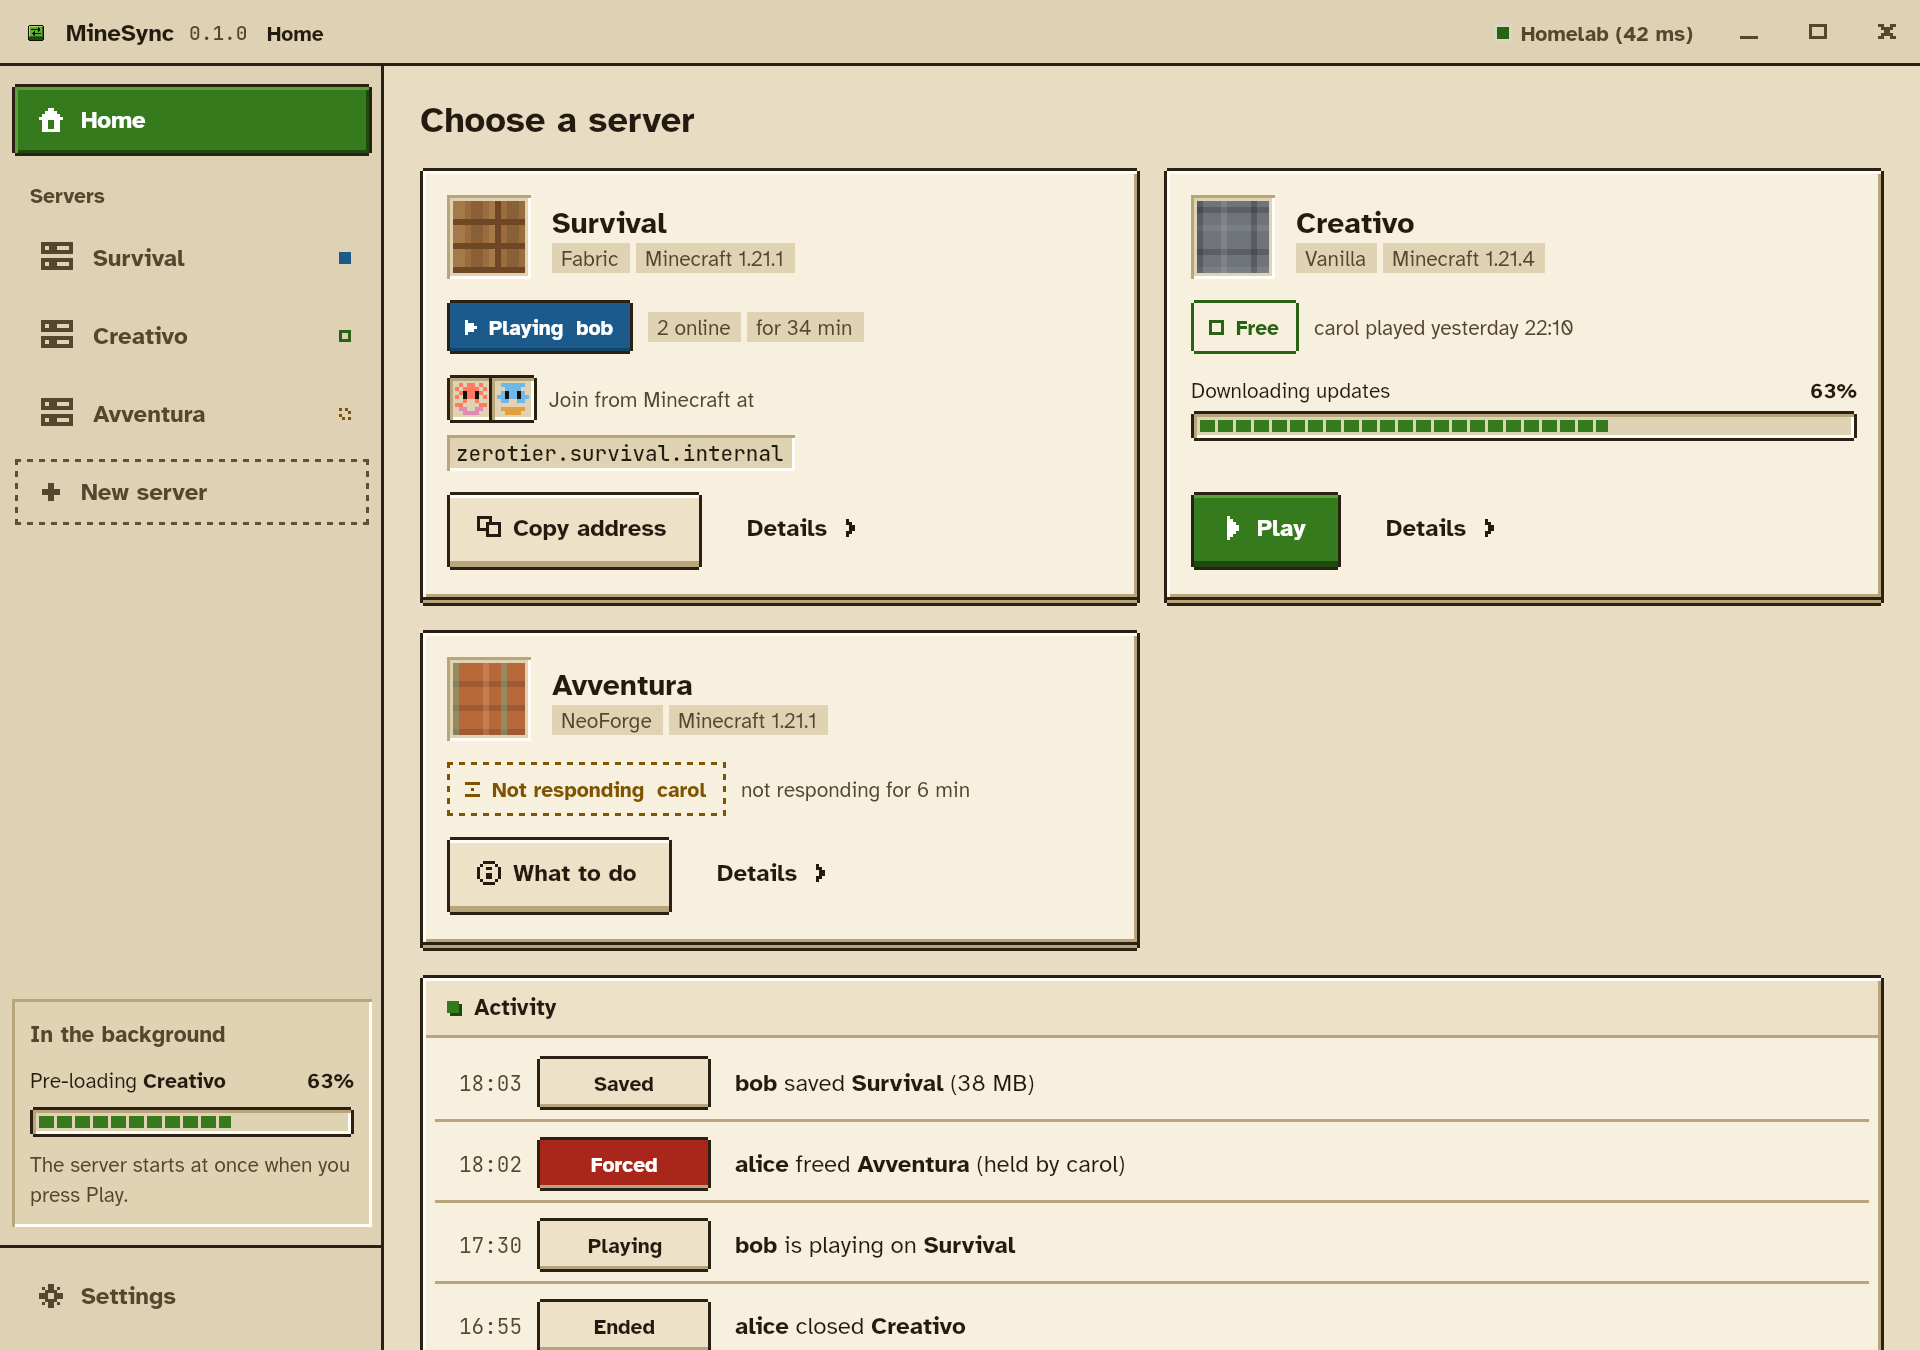 MineSync 0.1.0 Home
Homelab (42 ms)
Home
Servers
Survival
Creativo
Avventura
New server
In the background
Pre-loading Creativo 63%
The server starts at once when you
press Play.
Settings
Choose a server
Survival
Fabric Minecraft 1.21.1
Playing bob 2 online for 34 min
Join from Minecraft at
zerotier.survival.internal
Copy address Details
Creativo
Vanilla Minecraft 1.21.4
Free carol played yesterday 22:10
Downloading updates 63%
Play Details
Avventura
NeoForge Minecraft 1.21.1
Not responding carol not responding for 6 min
What to do Details
Activity
18:03 Saved bob saved Survival (38 MB)
18:02 Forced alice freed Avventura (held by carol)
17:30 Playing bob is playing on Survival
16:55 Ended alice closed Creativo